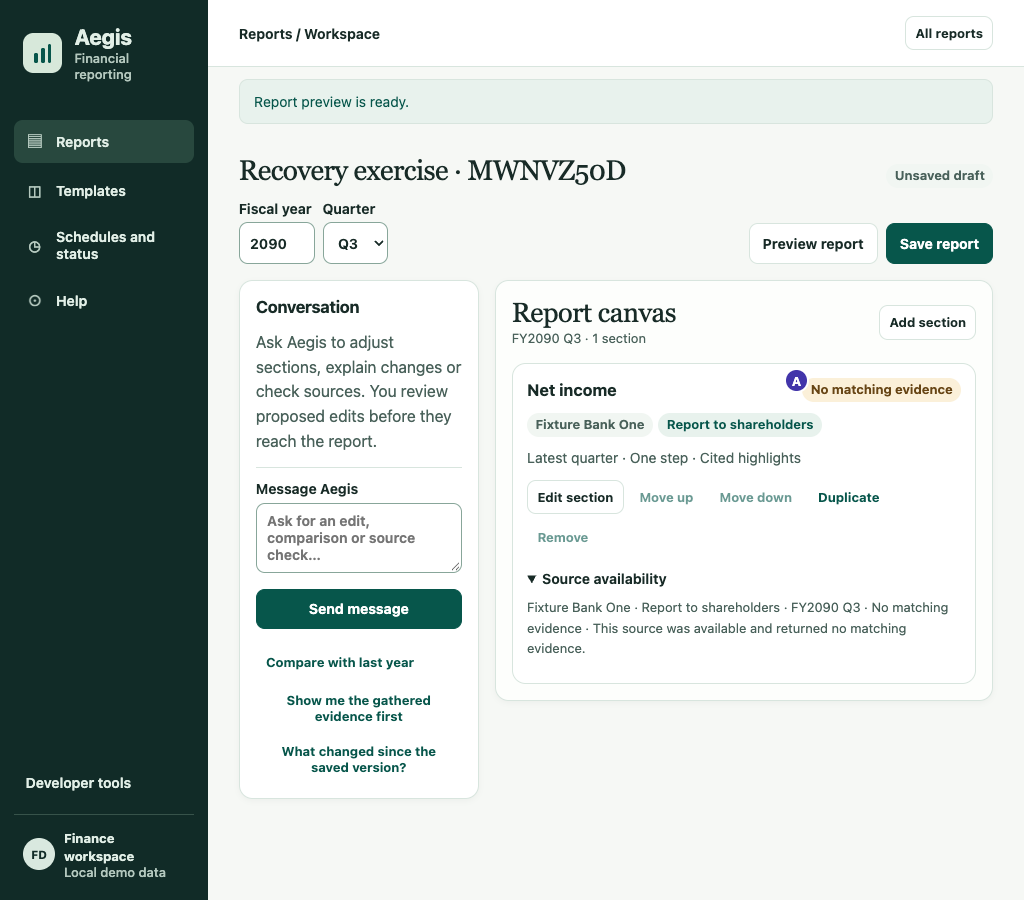 Aegis
Financial
reporting
Reports
Templates
Schedules and
status
Help
Developer tools
FD
Finance
workspace
Local demo data
Reports / Workspace
All reports
Report preview is ready.
Recovery exercise · MWNVZ50D
Unsaved draft
Fiscal year
Quarter
2090
Q3
Preview report
Save report
Conversation
Ask Aegis to adjust
sections, explain changes or
check sources. You review
proposed edits before they
reach the report.
Message Aegis
Ask for an edit,
comparison or source
check...
Send message
Compare with last year
Show me the gathered
evidence first
What changed since the
saved version?
Report canvas
FY2090 Q3 · 1 section
Add section
Net income
A
No matching evidence
Fixture Bank One
Report to shareholders
Latest quarter · One step · Cited highlights
Edit section
Move up
Move down
Duplicate
Remove
▼ Source availability
Fixture Bank One · Report to shareholders · FY2090 Q3 · No matching
evidence · This source was available and returned no matching
evidence.